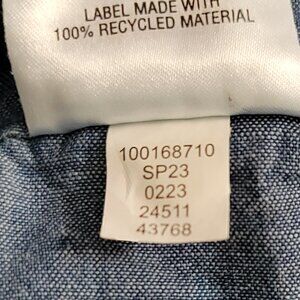 LABEL MADE WITH
100% RECYCLED MATERIAL
100168710
SP23
0223
24511
43768